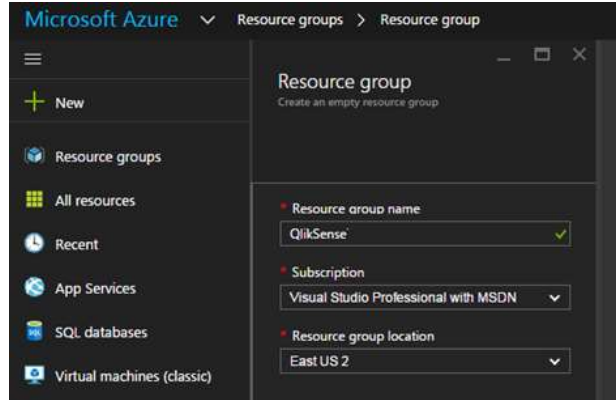 Microsoft Azure Resource groups > Resource group
Resource group
Create an empty resource group
New
Resource groups
All resources
Recent
App Services
SQL databases
Virtual machines (classic)
* Resource group name
QlikSense`
* Subscription
Visual Studio Professional with MSDN
* Resource group location
East US 2